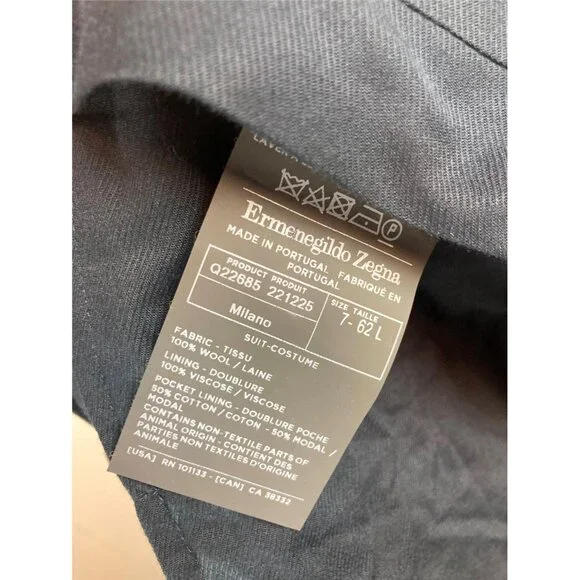 Ermenegildo Zegna
MADE IN PORTUGAL FABRIQUÉ EN
PORTUGAL
PRODUCT PRODUIT
Q22685 221225
SIZE TAILLE
7- 62 L
Milano
SUIT-COSTUME
FABRIC - TISSU
100% WOOL / LAINE
LINING - DOUBLURE
100% VISCOSE / VISCOSE
POCKET LINING - DOUBLURE POCHE
50% COTTON / COTON - 50% MODAL /
MODAL
CONTAINS NON-TEXTILE PARTS OF
ANIMAL ORIGIN - CONTIENT DES
PARTIES NON TEXTILES D'ORIGINE
ANIMALE
[USA] RN 101133 - [CAN] CA 38332